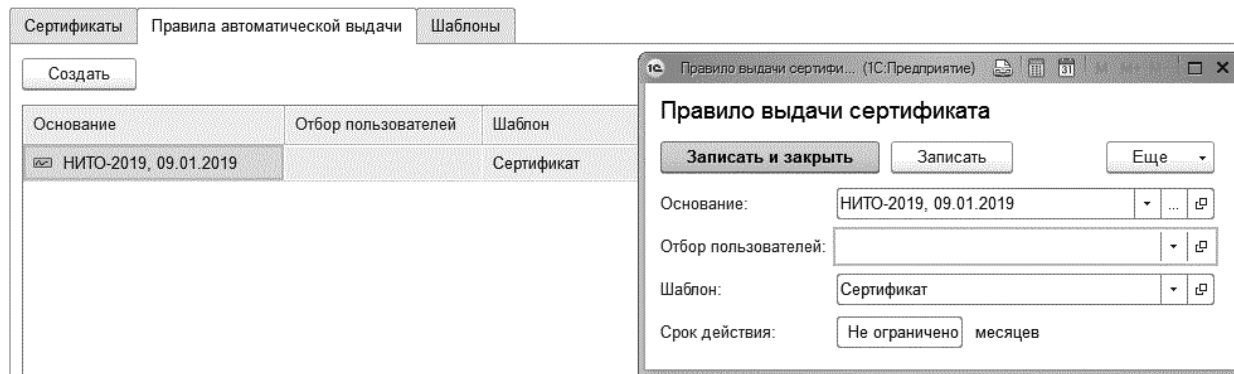 Сертификаты Правила автоматической выдачи Шаблоны
Создать
Основание Отбор пользователей Шаблон
НИТО-2019, 09.01.2019 Сертификат
1С Правило выдачи сертифи... (1С:Предприятие) 31 M M+
Правило выдачи сертификата
Записать и закрыть Записать Еще
Основание: НИТО-2019, 09.01.2019 ...
Отбор пользователей:
Шаблон: Сертификат
Срок действия: Не ограничено месяцев